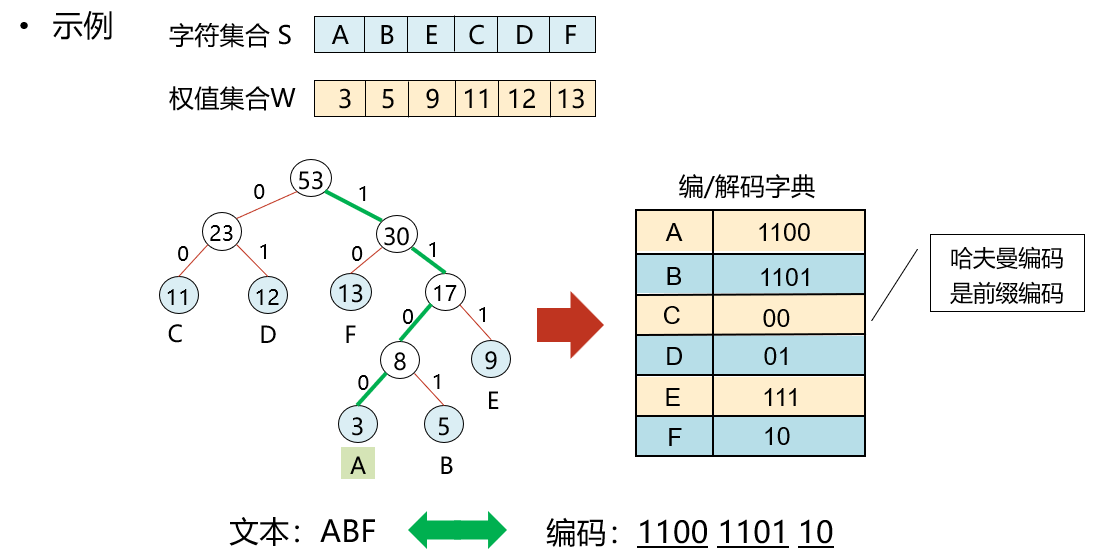 • 示例
字符集合 S A B E C D F
权值集合W 3 5 9 11 12 13
53
0 1
23 30
0 1 0 1
11 12 13 17
C D F
0 1
8 9
E
0 1
3 5
A B
编/解码字典
A 1100
B 1101
C 00
D 01
E 111
F 10
哈夫曼编码
是前缀编码
文本：ABF 编码：1100 1101 10